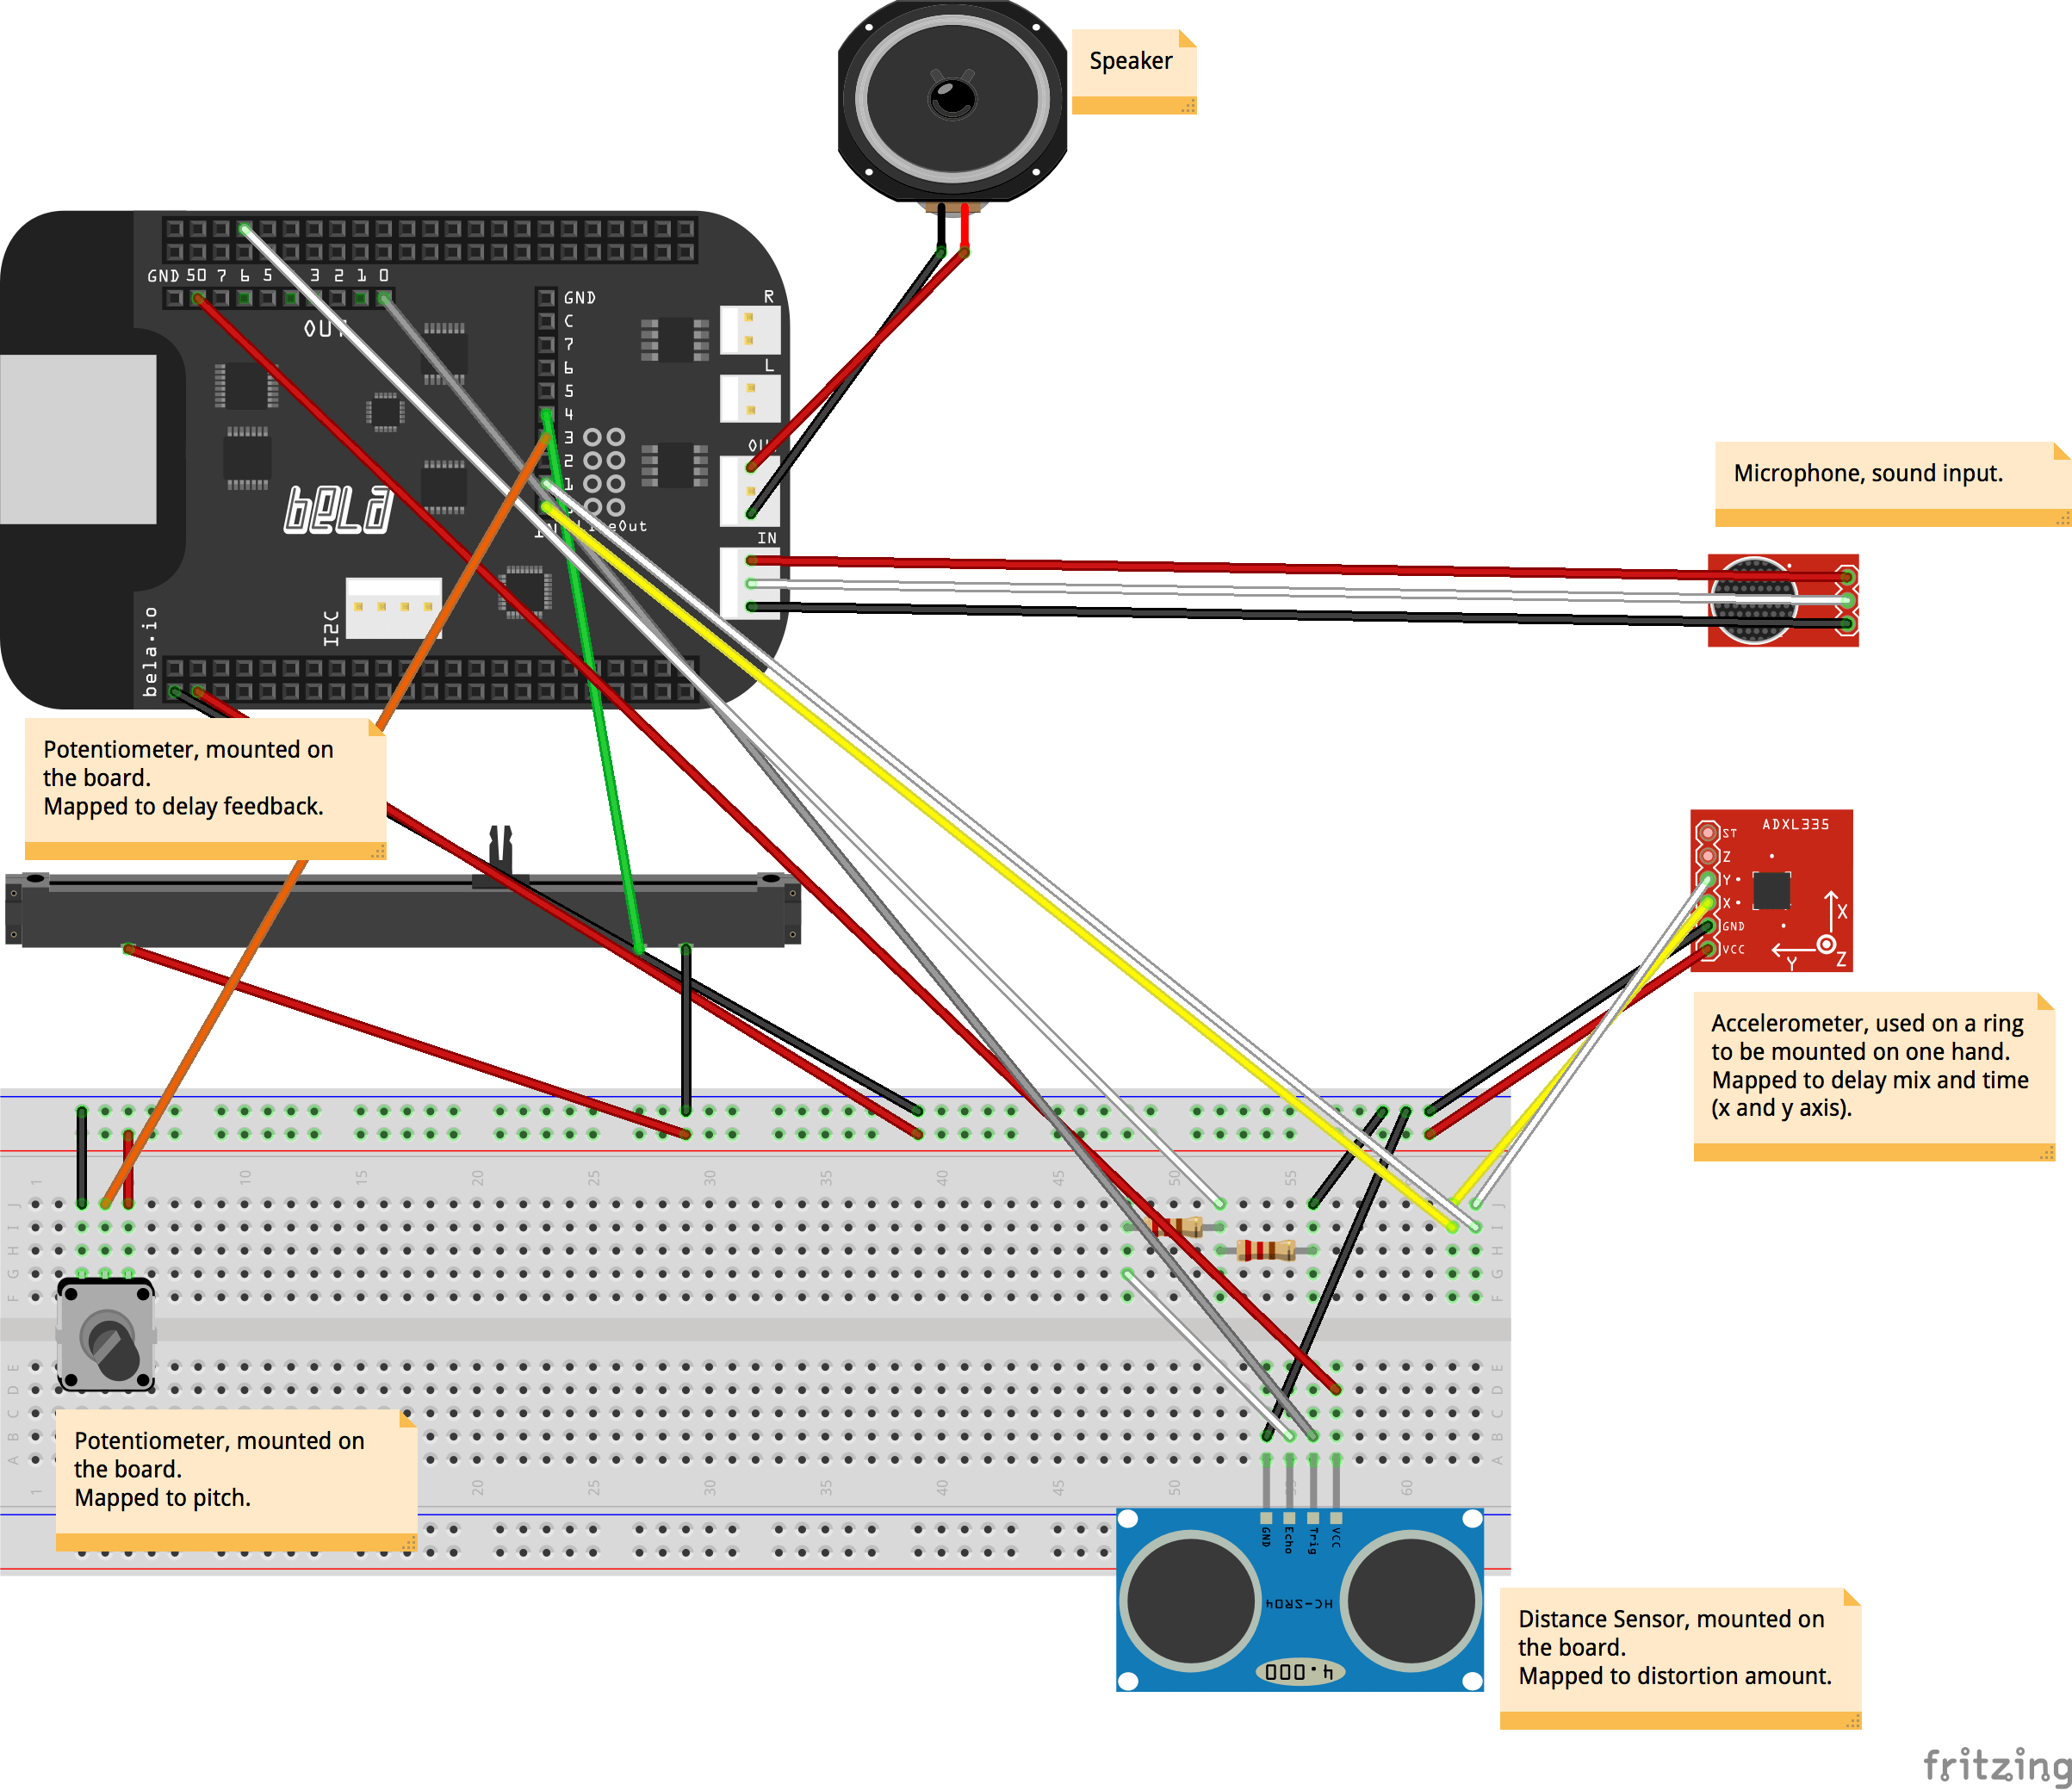 Speaker
GND 50 7 6 5 3 2 1 0
OUT
GND
C
7
6
5
4
3
2
1
R
L
IN
bela
I2C
bela.io
Microphone, sound input.
Potentiometer, mounted on
the board.
Mapped to delay feedback.
ADXL335
ST
Z
Y
X
GND
VCC
X
Y
Z
Accelerometer, used on a ring
to be mounted on one hand.
Mapped to delay mix and time
(x and y axis).
1 10 15 20 25 30 35 40 45 50 55
J J
I I
H H
G G
F F
E E
D D
C C
B B
A A
Potentiometer, mounted on
the board.
Mapped to pitch.
1 20 25 30 35 40 45 50 60
GND Echo Trig VCC
HC-SR04
4.000
Distance Sensor, mounted on
the board.
Mapped to distortion amount.
fritzing